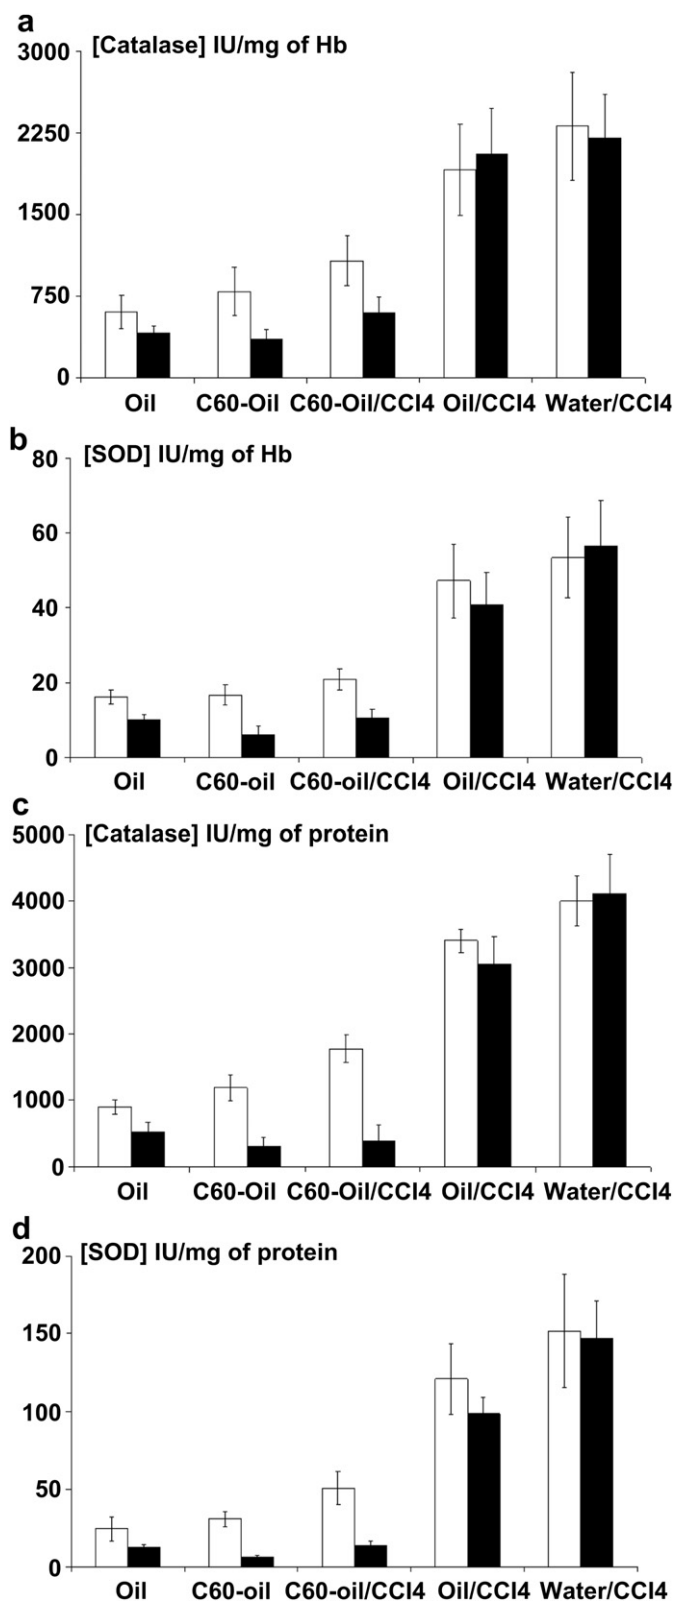 a
[Catalase] IU/mg of Hb
3000
2250
1500
750
0
Oil C60-Oil C60-Oil/CCl4 Oil/CCl4 Water/CCl4
b
[SOD] IU/mg of Hb
80
60
40
20
0
Oil C60-oil C60-oil/CCl4 Oil/CCl4 Water/CCl4
c
[Catalase] IU/mg of protein
5000
4000
3000
2000
1000
0
Oil C60-Oil C60-Oil/CCl4 Oil/CCl4 Water/CCl4
d
[SOD] IU/mg of protein
200
150
100
50
0
Oil C60-oil C60-oil/CCl4 Oil/CCl4 Water/CCl4